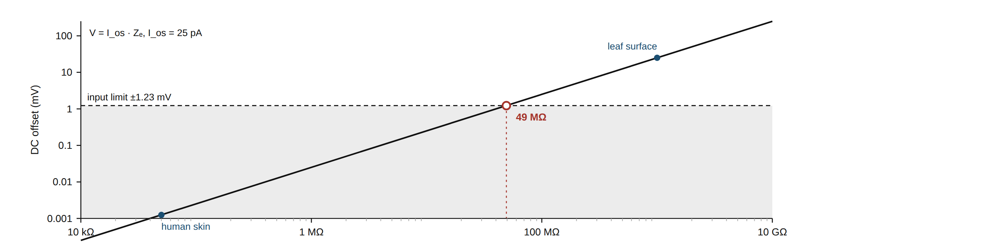 V = I_os · Zₑ, I_os = 25 pA
100
10
1
0.1
0.01
0.001
DC offset (mV)
leaf surface
input limit ±1.23 mV
49 MΩ
human skin
10 kΩ
1 MΩ
100 MΩ
10 GΩ